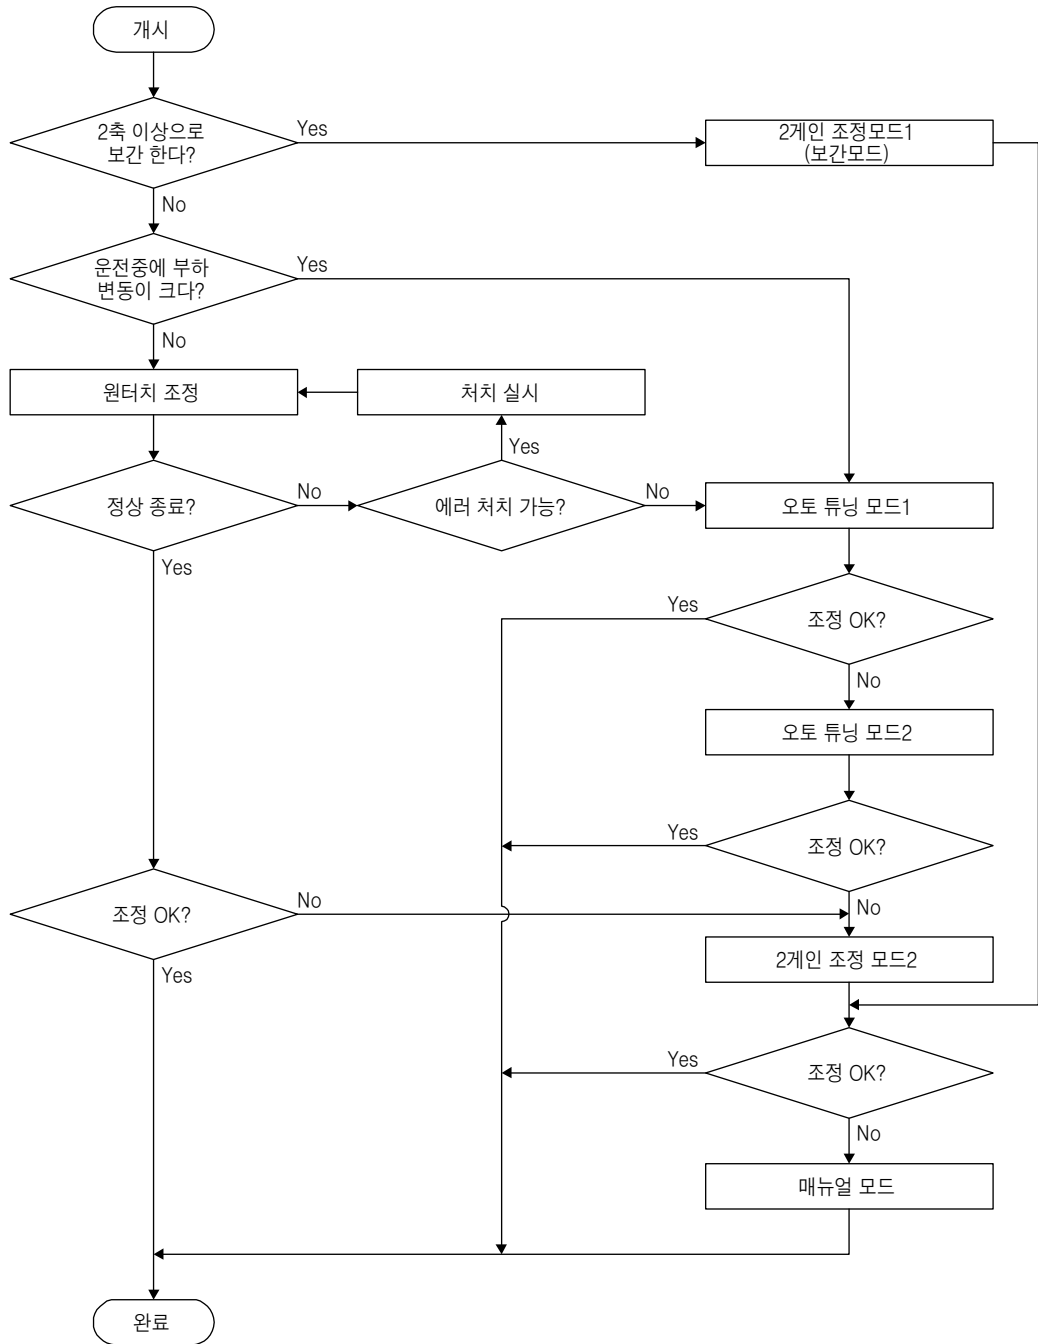 개시
2축 이상으로
보간 한다?
Yes
2게인 조정모드1
(보간모드)
No
운전중에 부하
변동이 크다?
Yes
No
원터치 조정
처치 실시
Yes
정상 종료?
No
에러 처치 가능?
No
오토 튜닝 모드1
Yes
Yes
조정 OK?
No
오토 튜닝 모드2
Yes
조정 OK?
조정 OK?
No
No
Yes
2게인 조정 모드2
Yes
조정 OK?
No
매뉴얼 모드
완료